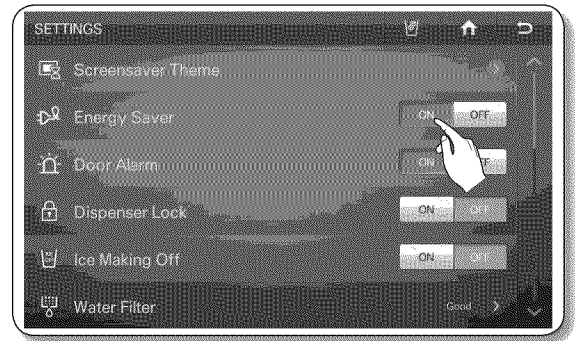 SETTINGS
Screensaver Theme
Energy Saver ON OFF
Door Alarm ON
Dispenser Lock ON OFF
Ice Making Off ON OFF
Water Filter Good